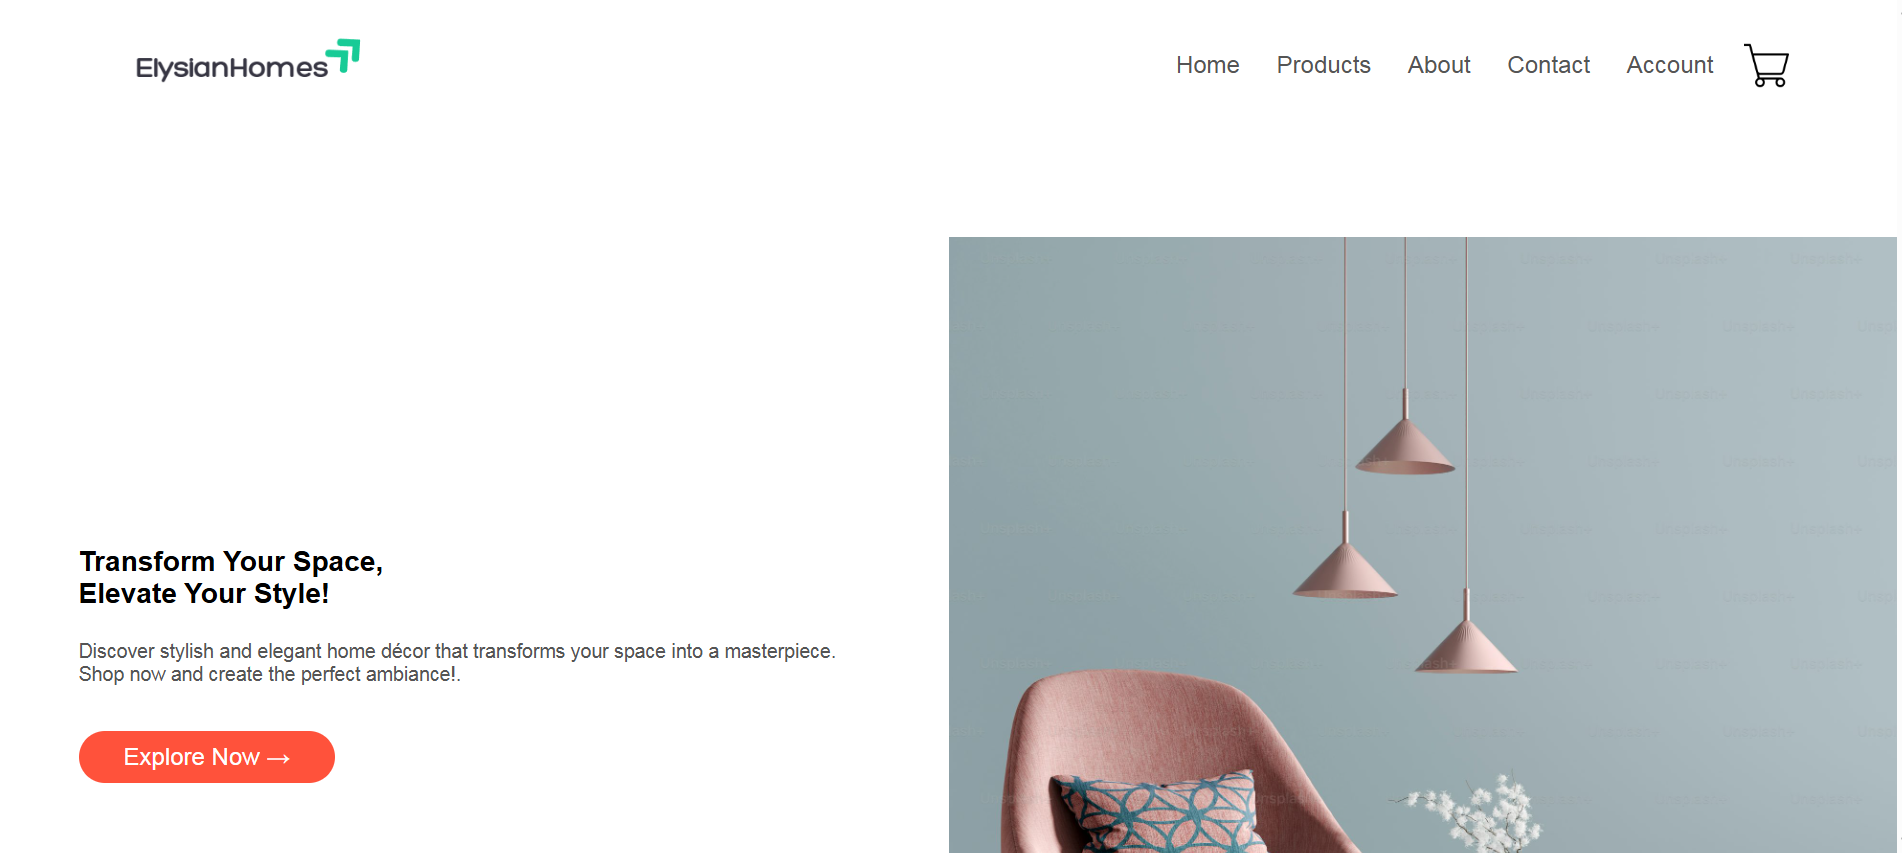 ElysianHomes
Home Products About Contact Account
Transform Your Space,
Elevate Your Style!
Discover stylish and elegant home décor that transforms your space into a masterpiece.
Shop now and create the perfect ambiance!.
Explore Now →
Unsplash+